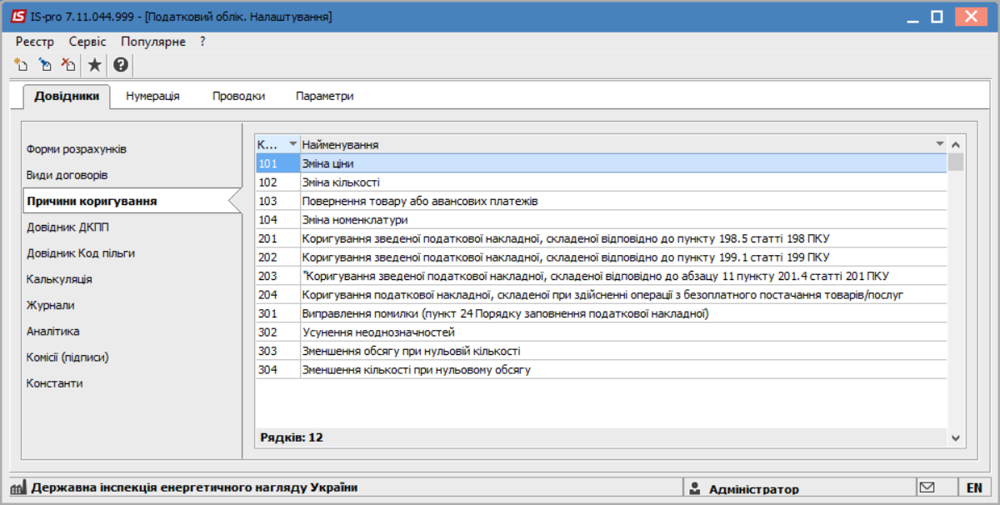 IS-pro 7.11.044.999 - [Податковий облік. Налаштування]
Реєстр Сервіс Популярне ?
Довідники Нумерація Проводки Параметри
Форми розрахунків
Види договорів
Причини коригування
Довідник ДКПП
Довідник Код пільги
Калькуляція
Журнали
Аналітика
Комісії (підписи)
Константи
К... Найменування
101 Зміна ціни
102 Зміна кількості
103 Повернення товару або авансових платежів
104 Зміна номенклатури
201 Коригування зведеної податкової накладної, складеної відповідно до пункту 198.5 статті 198 ПКУ
202 Коригування зведеної податкової накладної, складеної відповідно до пункту 199.1 статті 199 ПКУ
203 "Коригування зведеної податкової накладної, складеної відповідно до абзацу 11 пункту 201.4 статті 201 ПКУ
204 Коригування податкової накладної, складеної при здійсненні операції з безоплатного постачання товарів/послуг
301 Виправлення помилки (пункт 24 Порядку заповнення податкової накладної)
302 Усунення неоднозначностей
303 Зменшення обсягу при нульовій кількості
304 Зменшення кількості при нульовому обсягу
Рядків: 12
Державна інспекція енергетичного нагляду України Адміністратор EN